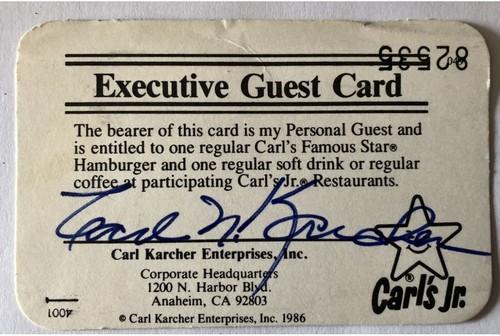 82535
Executive Guest Card
The bearer of this card is my Personal Guest and
is entitled to one regular Carl's Famous Star®
Hamburger and one regular soft drink or regular
coffee at participating Carl's Jr.® Restaurants.
Carl N. Karcher
Carl Karcher Enterprises, Inc.
Corporate Headquarters
1200 N. Harbor Blvd.
Anaheim, CA 92803
Carl's Jr.
4001
© Carl Karcher Enterprises, Inc. 1986